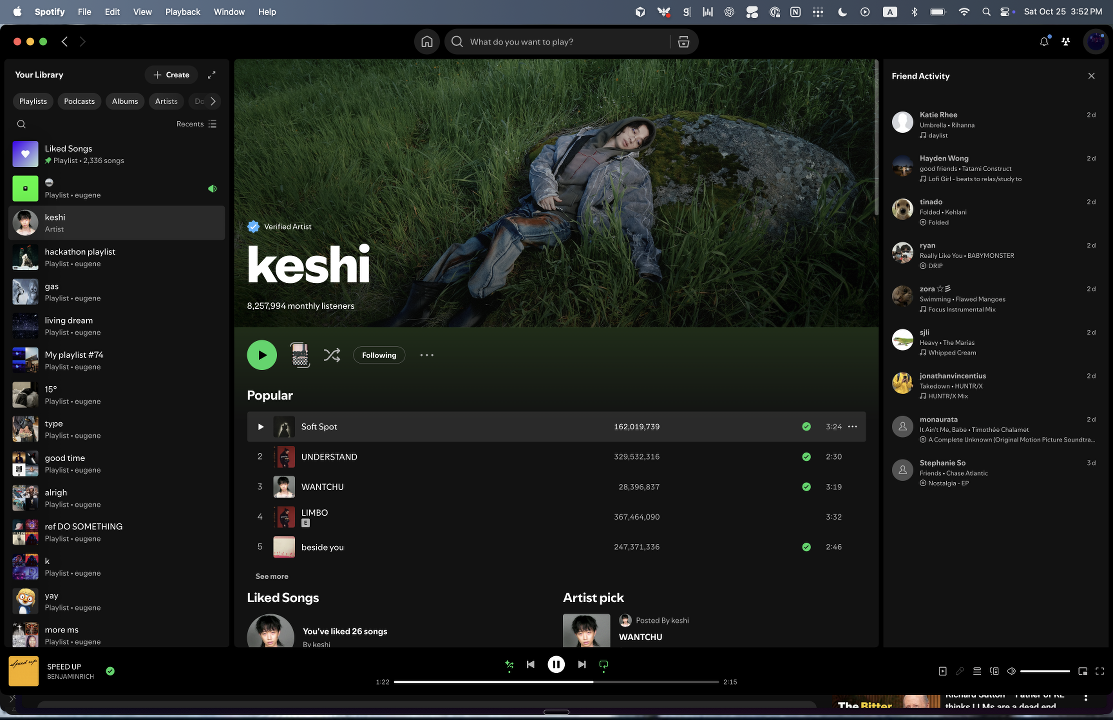 Spotify File Edit View Playback Window Help
A Sat Oct 25 3:52 PM
What do you want to play?
Your Library
Create
Playlists Podcasts Albums Artists
Recents
Liked Songs
Playlist • 2,336 songs
Playlist • eugene
keshi
Artist
hackathon playlist
Playlist • eugene
gas
Playlist • eugene
living dream
Playlist • eugene
My playlist #74
Playlist • eugene
15°
Playlist • eugene
type
Playlist • eugene
good time
Playlist • eugene
alrigh
Playlist • eugene
ref DO SOMETHING
Playlist • eugene
k
Playlist • eugene
yay
Playlist • eugene
more ms
Playlist • eugene
Verified Artist
keshi
8,257,994 monthly listeners
Following
Popular
Soft Spot 162,019,739 3:24
2 UNDERSTAND 329,532,316 2:30
3 WANTCHU 28,396,837 3:19
4 LIMBO 367,464,090 3:32
E
5 beside you 247,371,336 2:46
See more
Liked Songs
You've liked 26 songs
By keshi
Artist pick
Posted By keshi
WANTCHU
Friend Activity
Katie Rhee 2 d
Umbrella • Rihanna
daylist
Hayden Wong 2 d
good friends • Tatami Construct
Lofi Girl - beats to relax/study to
tinado 2 d
Folded • Kehlani
Folded
ryan 2 d
Really Like You • BABYMONSTER
DRIP
zora ☆彡 2 d
Swimming • Flawed Mangoes
Focus Instrumental Mix
sjli 2 d
Heavy • The Marías
Whipped Cream
jonathanvincentius 2 d
Takedown • HUNTR/X
HUNTR/X Mix
monaurata 2 d
It Ain't Me, Babe • Timothée Chalamet
A Complete Unknown (Original Motion Picture Soundtra...
Stephanie So 3 d
Friends • Chase Atlantic
Nostalgia - EP
speed up
SPEED UP
BENJAMINRICH
1:22 2:15
The Bitter
thinks LLMs are a dead end